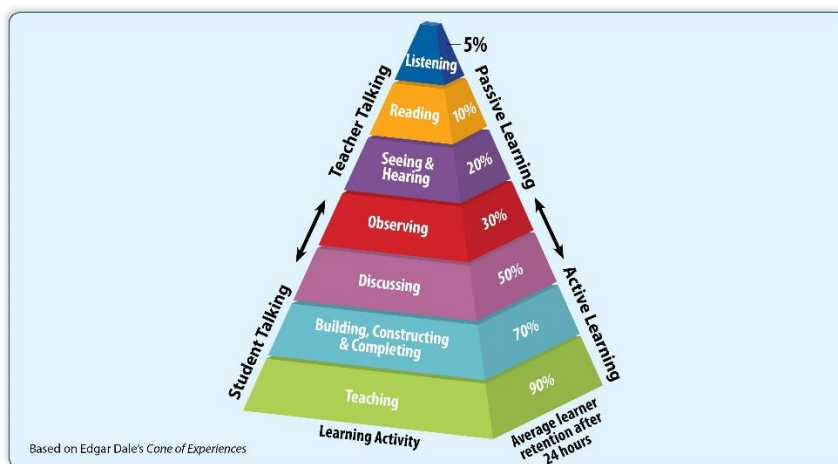 5%
Listening
Teacher Talking
Passive Learning
Reading
10%
Seeing &
Hearing
20%
Observing
30%
Discussing
50%
Student Talking
Active Learning
Building, Constructing
& Completing
70%
Teaching
90%
Learning Activity
Average learner
retention after
24 hours
Based on Edgar Dale's Cone of Experiences